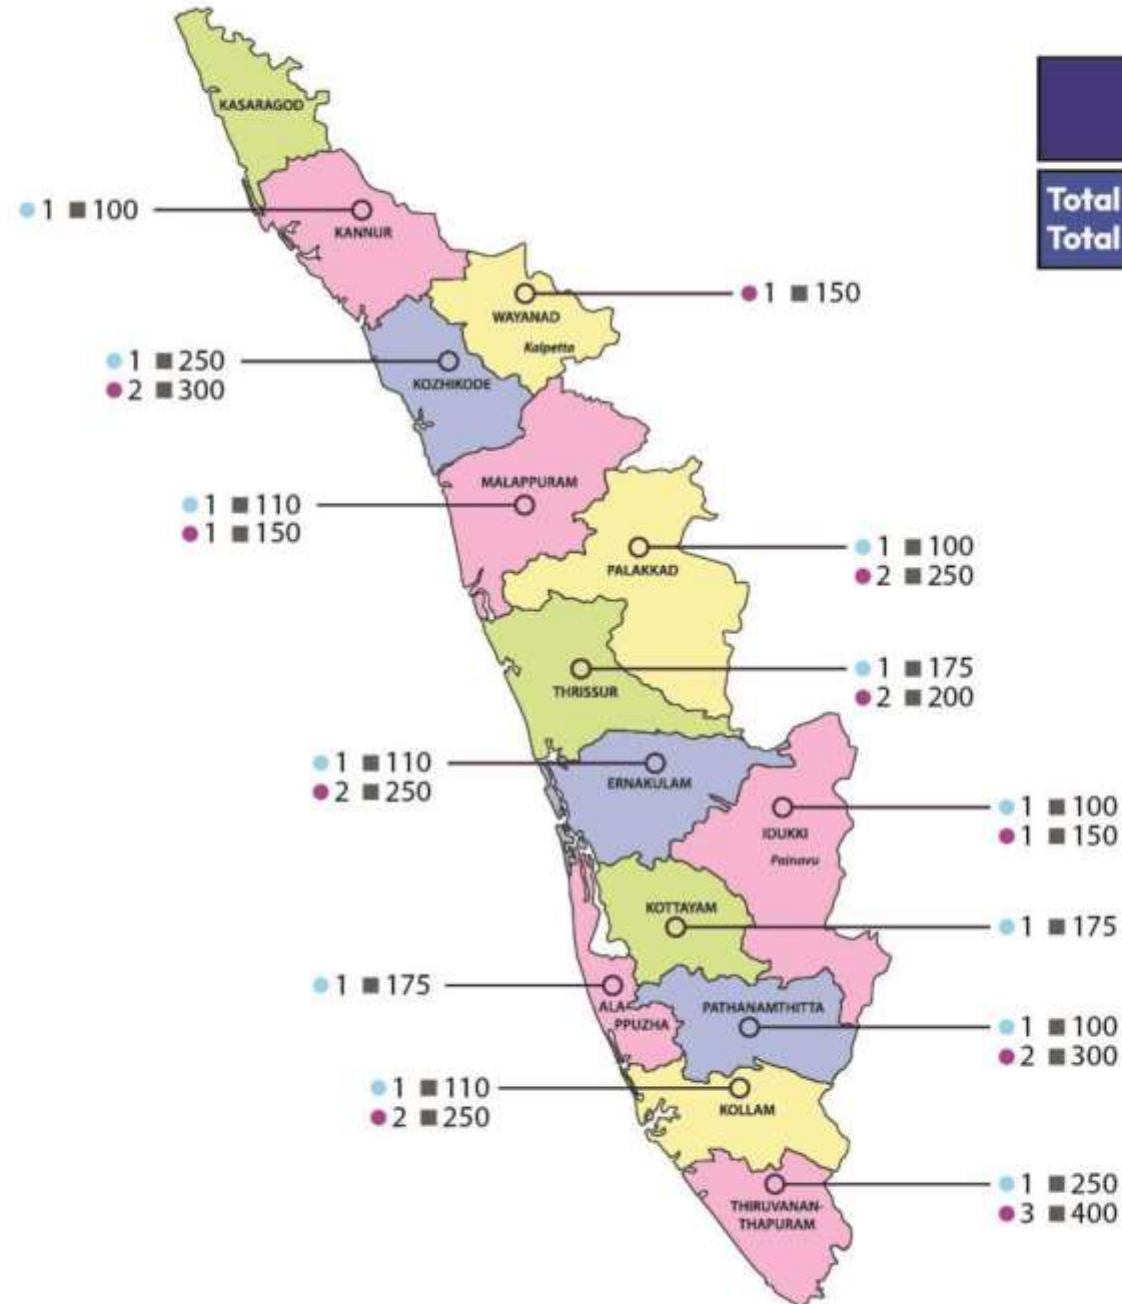 KASARAGOD
Total
Total
1 100
KANNUR
1 150
WAYANAD
Kalpetta
1 250
2 300
KOZHIKODE
MALAPPURAM
1 110
1 150
1 100
2 250
PALAKKAD
1 175
2 200
THRISSUR
1 110
2 250
ERNAKULAM
1 100
1 150
IDUKKI
Painavu
KOTTAYAM
1 175
1 175
ALA-
PPUZHA
PATHANAMTHITTA
1 100
2 300
1 110
2 250
KOLLAM
1 250
3 400
THIRUVANAN-
THAPURAM